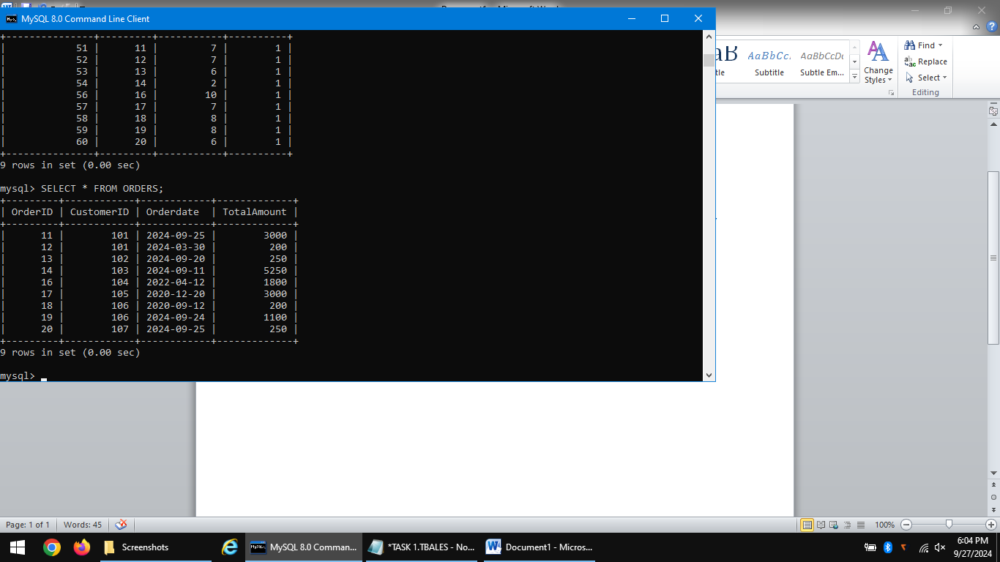 MySQL 8.0 Command Line Client
+---------------+---------+-----------+----------+
|            51 |      11 |         7 |        1 |
|            52 |      12 |         7 |        1 |
|            53 |      13 |         6 |        1 |
|            54 |      14 |         2 |        1 |
|            56 |      16 |        10 |        1 |
|            57 |      17 |         7 |        1 |
|            58 |      18 |         8 |        1 |
|            59 |      19 |         8 |        1 |
|            60 |      20 |         6 |        1 |
+---------------+---------+-----------+----------+
9 rows in set (0.00 sec)
mysql> SELECT * FROM ORDERS;
+---------+------------+------------+-------------+
| OrderID | CustomerID | Orderdate  | TotalAmount |
+---------+------------+------------+-------------+
|      11 |        101 | 2024-09-25 |        3000 |
|      12 |        101 | 2024-03-30 |         200 |
|      13 |        102 | 2024-09-20 |         250 |
|      14 |        103 | 2024-09-11 |        5250 |
|      16 |        104 | 2022-04-12 |        1800 |
|      17 |        105 | 2020-12-20 |        3000 |
|      18 |        106 | 2020-09-12 |         200 |
|      19 |        106 | 2024-09-24 |        1100 |
|      20 |        107 | 2024-09-25 |         250 |
+---------+------------+------------+-------------+
9 rows in set (0.00 sec)
mysql>
AaBbCc. AaBbCcDc
Subtitle Subtle Em...
Change Styles
Find
Replace
Select
Editing
Page: 1 of 1 Words: 45 100%
Screenshots MySQL 8.0 Comman... *TASK 1.TBALES - No... Document1 - Micros...
6:04 PM
9/27/2024